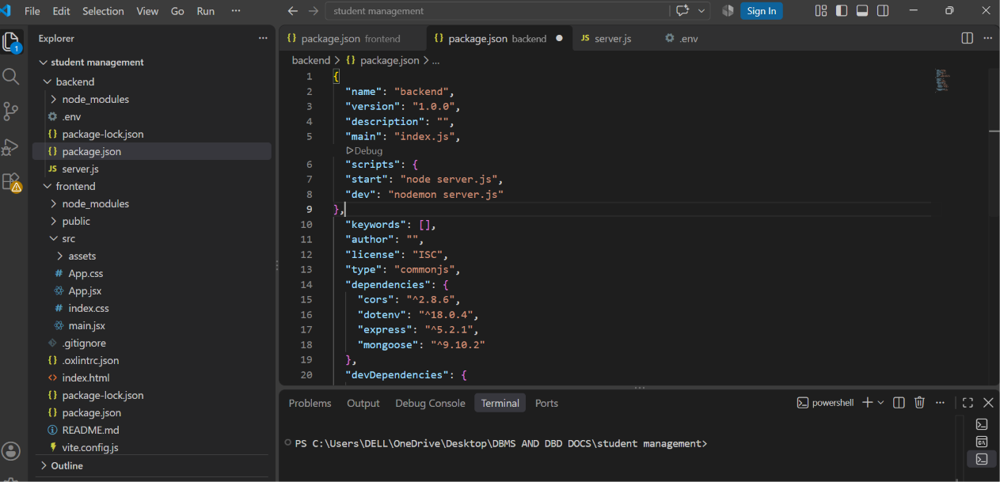 File Edit Selection View Go Run ··· student management Sign In
Explorer ···
student management
backend
node_modules
.env
{} package-lock.json
{} package.json
JS server.js
frontend
node_modules
public
src
assets
# App.css
App.jsx
# index.css
main.jsx
.gitignore
{} .oxlintrc.json
<> index.html
{} package-lock.json
{} package.json
README.md
vite.config.js
Outline
1
{} package.json frontend {} package.json backend ● JS server.js .env ···
backend > {} package.json > ...
1 {
2 "name": "backend",
3 "version": "1.0.0",
4 "description": "",
5 "main": "index.js",
Debug
6 "scripts": {
7 "start": "node server.js",
8 "dev": "nodemon server.js"
9 },
10 "keywords": [],
11 "author": "",
12 "license": "ISC",
13 "type": "commonjs",
14 "dependencies": {
15 "cors": "^2.8.6",
16 "dotenv": "^18.0.4",
17 "express": "^5.2.1",
18 "mongoose": "^9.10.2"
19 },
20 "devDependencies": {
Problems Output Debug Console Terminal Ports powershell ···
PS C:\Users\DELL\OneDrive\Desktop\DBMS AND DBD DOCS\student management>